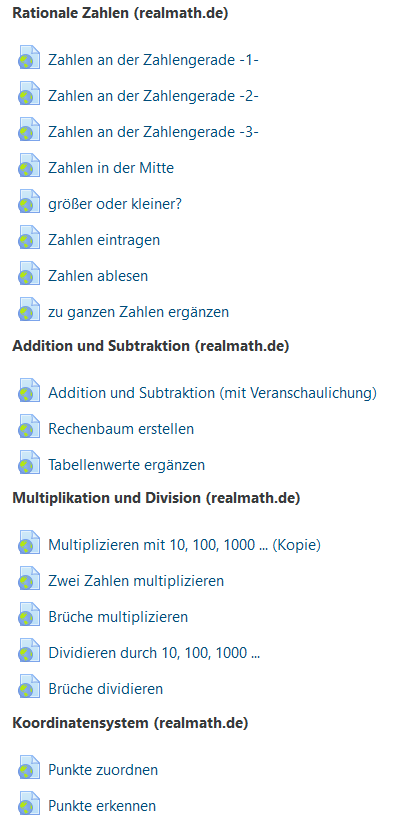 Rationale Zahlen (realmath.de)
Zahlen an der Zahlengerade -1-
Zahlen an der Zahlengerade -2-
Zahlen an der Zahlengerade -3-
Zahlen in der Mitte
größer oder kleiner?
Zahlen eintragen
Zahlen ablesen
zu ganzen Zahlen ergänzen
Addition und Subtraktion (realmath.de)
Addition und Subtraktion (mit Veranschaulichung)
Rechenbaum erstellen
Tabellenwerte ergänzen
Multiplikation und Division (realmath.de)
Multiplizieren mit 10, 100, 1000 ... (Kopie)
Zwei Zahlen multiplizieren
Brüche multiplizieren
Dividieren durch 10, 100, 1000 ...
Brüche dividieren
Koordinatensystem (realmath.de)
Punkte zuordnen
Punkte erkennen